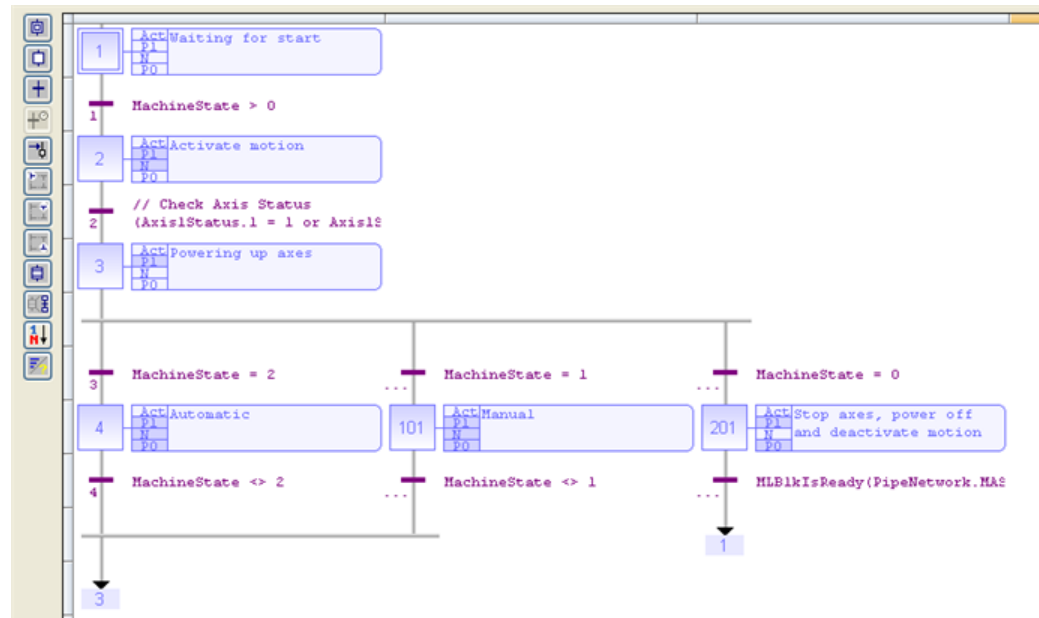 1
Act Waiting for start
P1
N
P0
1
MachineState > 0
2
Act Activate motion
P1
N
P0
2
// Check Axis Status
(Axis1Status.1 = 1 or Axis1S
3
Act Powering up axes
P1
N
P0
3
MachineState = 2
...
MachineState = 1
...
MachineState = 0
4
Act Automatic
P1
N
P0
101
Act Manual
P1
N
P0
201
Act Stop axes, power off
P1
N and deactivate motion
P0
4
MachineState <> 2
...
MachineState <> 1
...
MLBlkIsReady(PipeNetwork.MAS
1
3